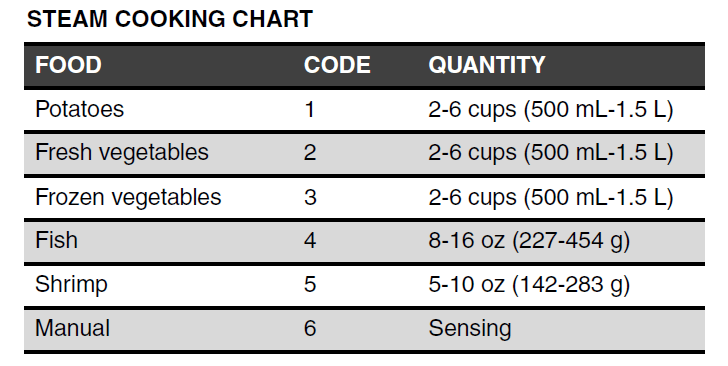 STEAM COOKING CHART
FOOD CODE QUANTITY
Potatoes 1 2-6 cups (500 mL-1.5 L)
Fresh vegetables 2 2-6 cups (500 mL-1.5 L)
Frozen vegetables 3 2-6 cups (500 mL-1.5 L)
Fish 4 8-16 oz (227-454 g)
Shrimp 5 5-10 oz (142-283 g)
Manual 6 Sensing